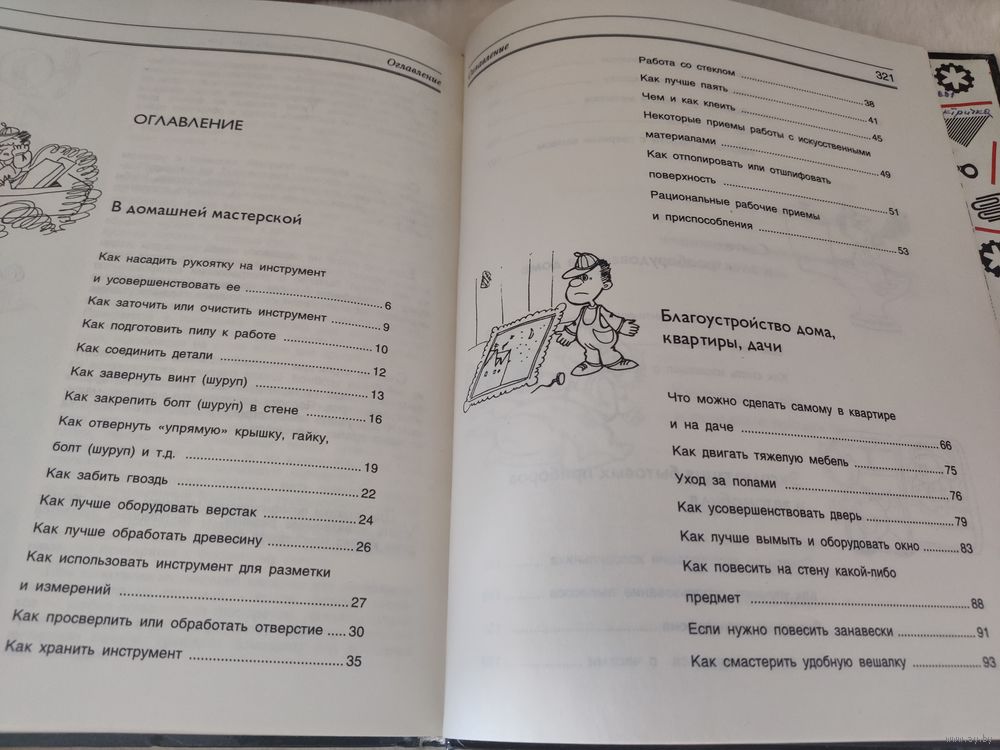 Оглавление
ОГЛАВЛЕНИЕ
В домашней мастерской
Как насадить рукоятку на инструмент
и усовершенствовать ее ........................ 6
Как заточить или очистить инструмент .......... 9
Как подготовить пилу к работе ................. 10
Как соединить детали .......................... 12
Как завернуть винт (шуруп) .................... 13
Как закрепить болт (шуруп) в стене ............ 16
Как отвернуть «упрямую» крышку, гайку,
болт (шуруп) и т.д. ........................... 19
Как забить гвоздь ............................. 22
Как лучше оборудовать верстак ................. 24
Как лучше обработать древесину ................ 26
Как использовать инструмент для разметки
и измерений ................................... 27
Как просверлить или обработать отверстие ..... 30
Как хранить инструмент ........................ 35
Оглавление
321
Работа со стеклом ............................. 38
Как лучше паять ............................... 41
Чем и как клеить .............................. 45
Некоторые приемы работы с искусственными
материалами ................................... 49
Как отполировать или отшлифовать
поверхность ................................... 51
Рациональные рабочие приемы
и приспособления .............................. 53
Благоустройство дома,
квартиры, дачи
Что можно сделать самому в квартире
и на даче ..................................... 66
Как двигать тяжелую мебель .................... 75
Уход за полами ................................ 76
Как усовершенствовать дверь ................... 79
Как лучше вымыть и оборудовать окно .......... 83
Как повесить на стену какой-либо
предмет ....................................... 88
Если нужно повесить занавески ................. 91
Как смастерить удобную вешалку ................ 93